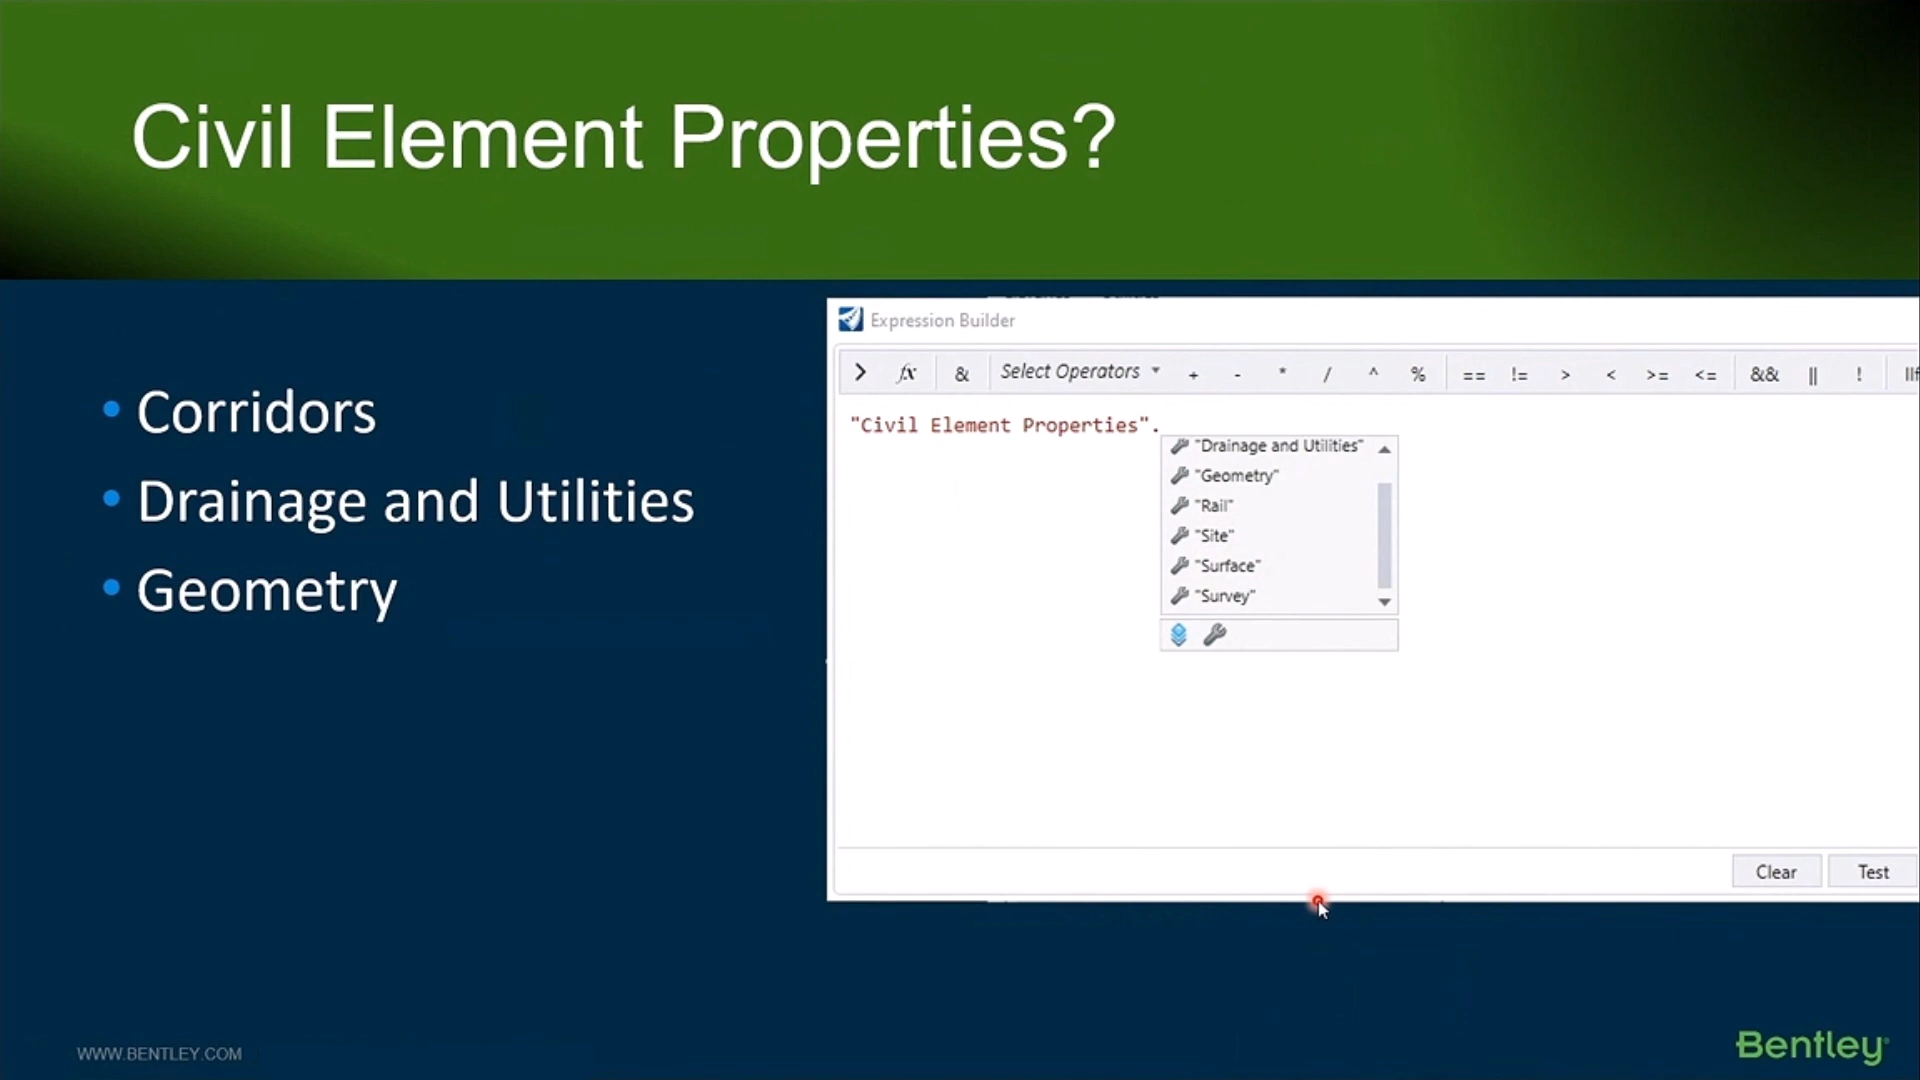 Civil Element Properties?
Corridors
Drainage and Utilities
Geometry
Expression Builder
fx & Select Operators + - * / ^ % == != > < >= <= && || !
"Civil Element Properties".
"Drainage and Utilities"
"Geometry"
"Rail"
"Site"
"Surface"
"Survey"
Clear Test
WWW.BENTLEY.COM
Bentley